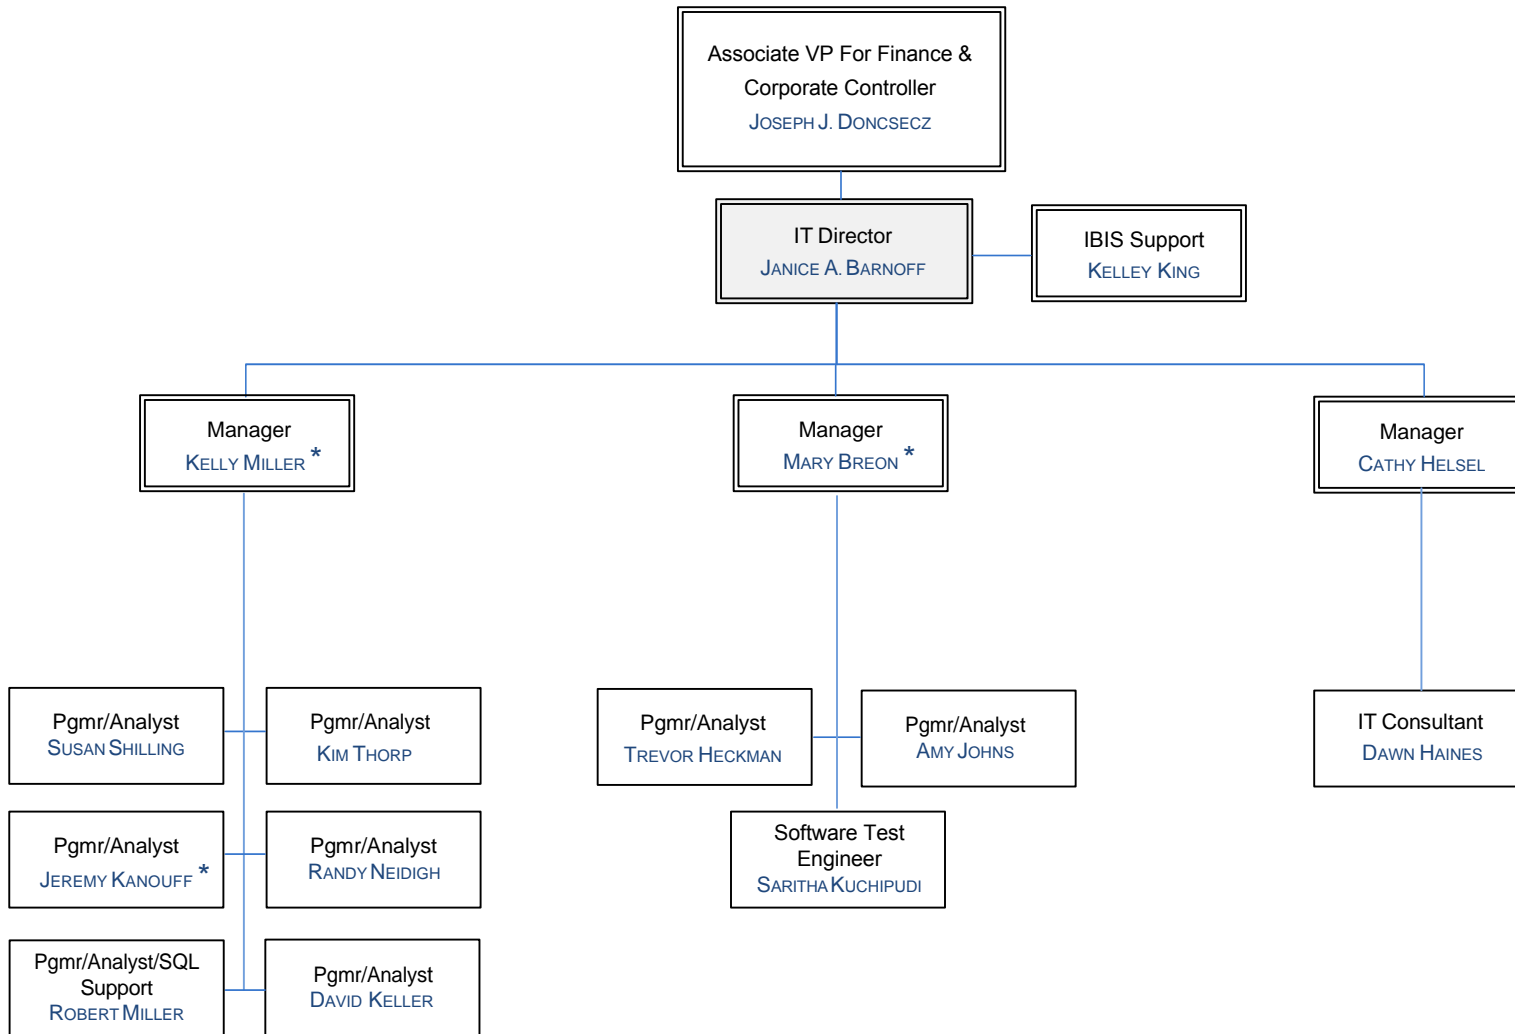 Associate VP For Finance &
Corporate Controller
JOSEPH J. DONCSECZ
IT Director
JANICE A. BARNOFF
IBIS Support
KELLEY KING
Manager
KELLY MILLER *
Manager
MARY BREON *
Manager
CATHY HELSEL
Pgmr/Analyst
SUSAN SHILLING
Pgmr/Analyst
KIM THORP
Pgmr/Analyst
TREVOR HECKMAN
Pgmr/Analyst
AMY JOHNS
IT Consultant
DAWN HAINES
Pgmr/Analyst
JEREMY KANOUFF *
Pgmr/Analyst
RANDY NEIDIGH
Software Test
Engineer
SARITHA KUCHIPUDI
Pgmr/Analyst/SQL
Support
ROBERT MILLER
Pgmr/Analyst
DAVID KELLER